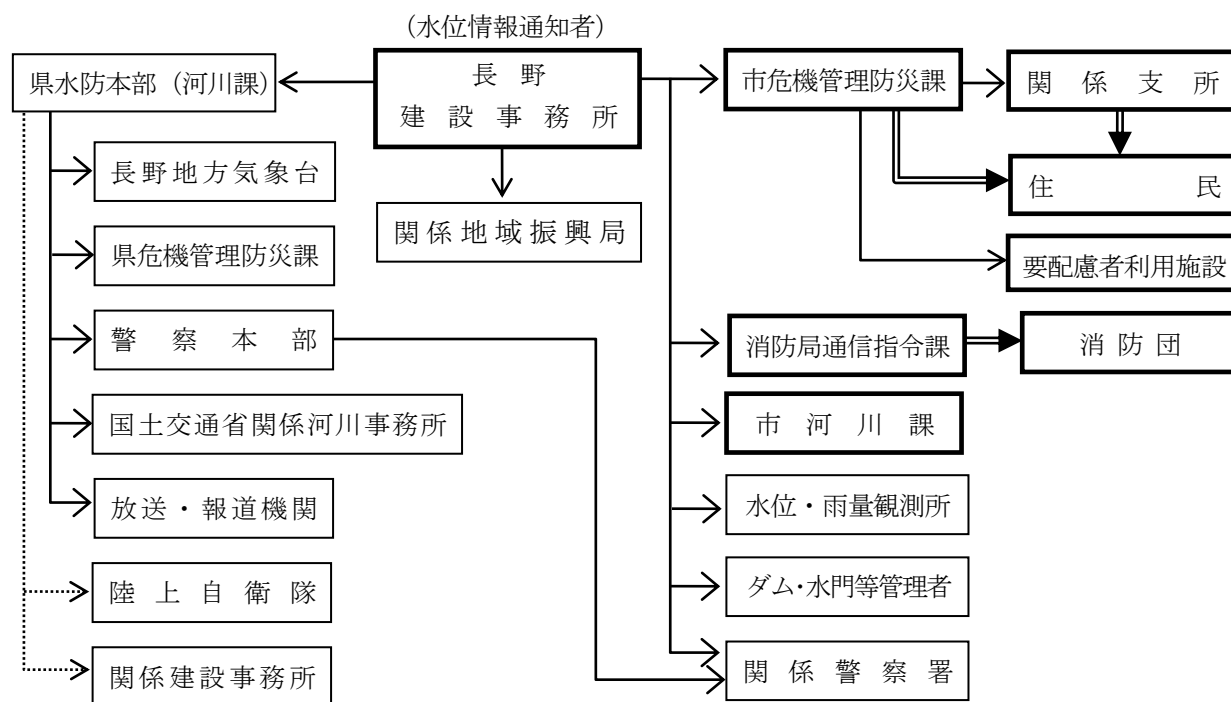 (水位情報通知者)
県水防本部（河川課）
長野
建設事務所
市危機管理防災課
関係支所
長野地方気象台
住民
関係地域振興局
県危機管理防災課
要配慮者利用施設
警察本部
消防局通信指令課
消防団
国土交通省関係河川事務所
市河川課
放送・報道機関
水位・雨量観測所
陸上自衛隊
ダム・水門等管理者
関係建設事務所
関係警察署